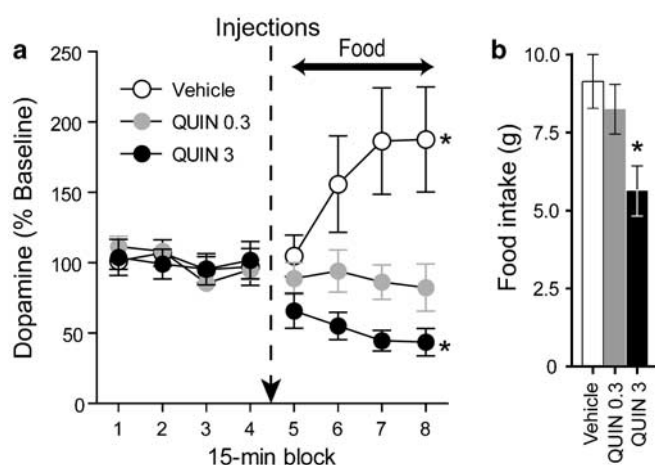 Injections
a
Food
Vehicle
QUIN 0.3
QUIN 3
Dopamine (% Baseline)
250
200
150
100
50
0
*
*
1 2 3 4 5 6 7 8
15-min block
b
Food intake (g)
10.0
7.5
5.0
2.5
0
*
Vehicle
QUIN 0.3
QUIN 3